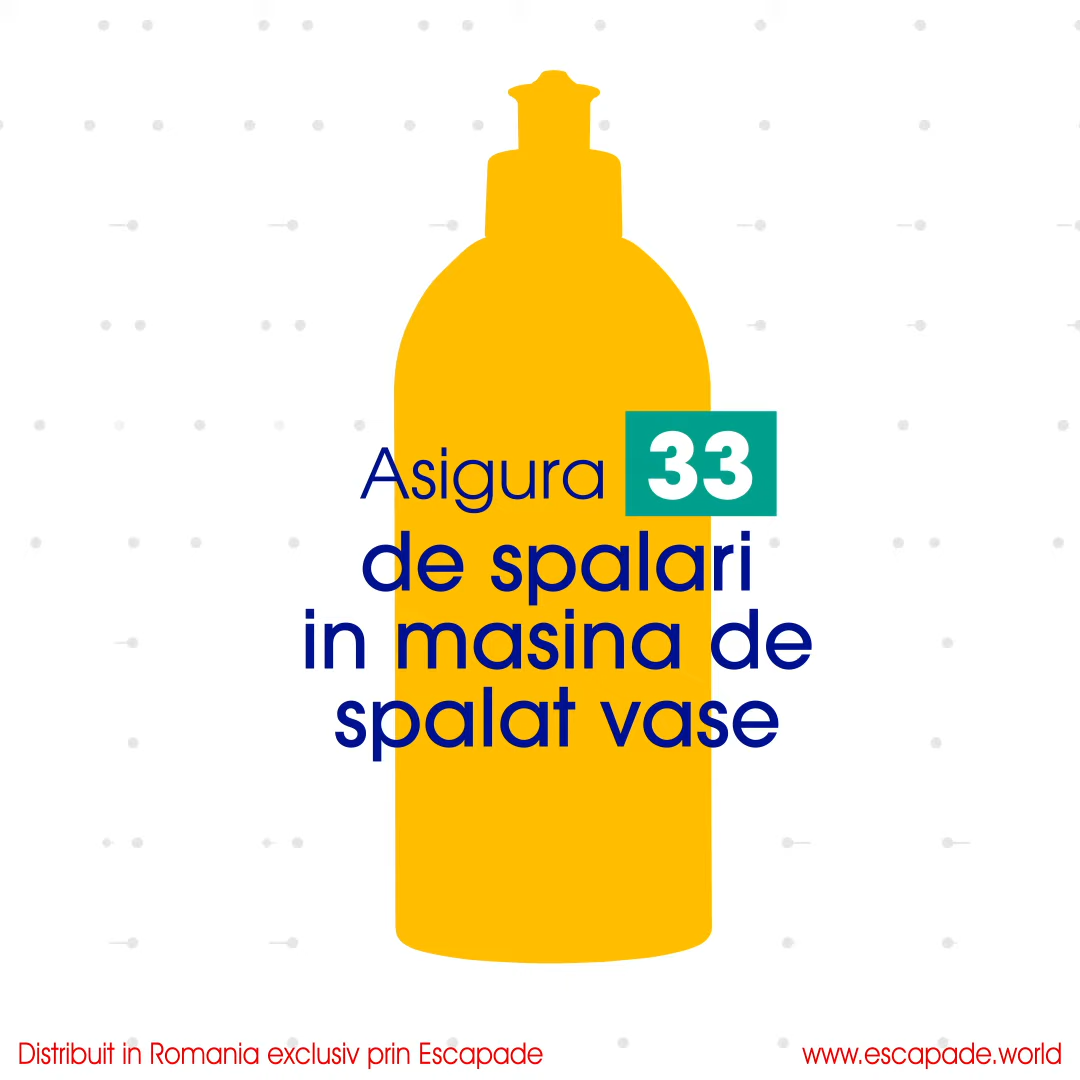 Asigura 33
de spalari
in masina de
spalat vase
Distribuit in Romania exclusiv prin Escapade
www.escapade.world